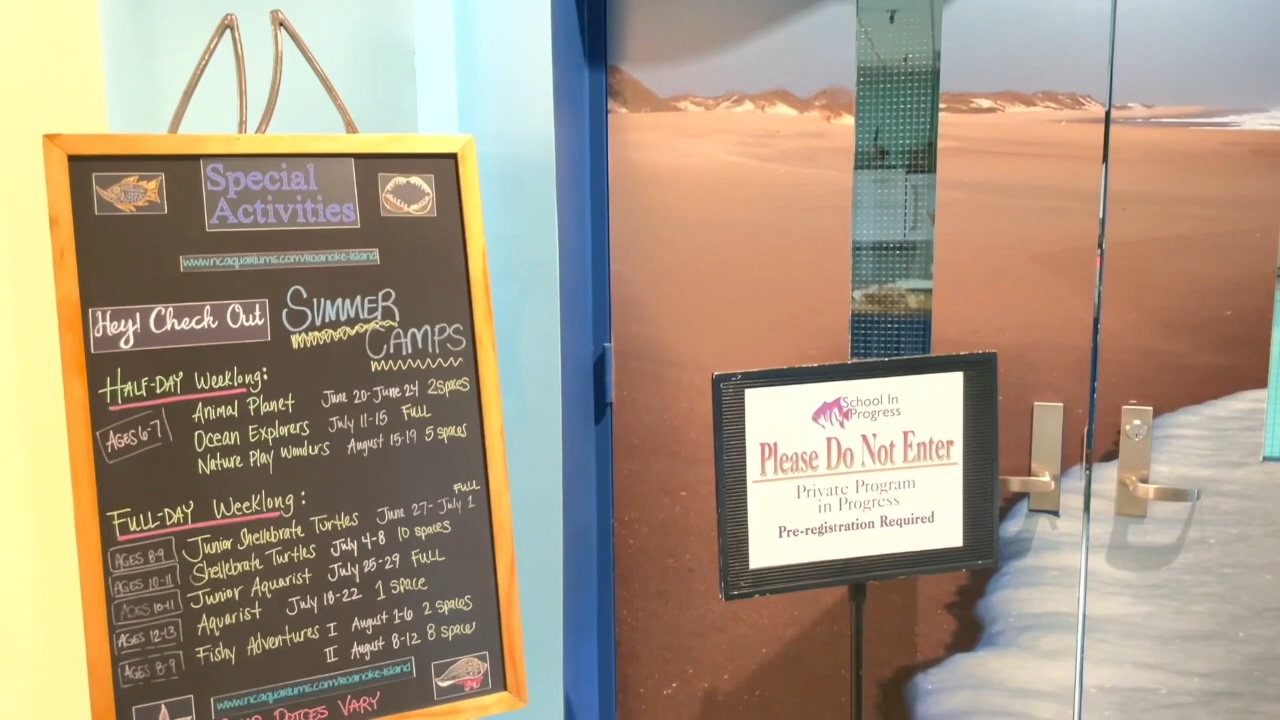 Special
Activities
www.ncaquariums.com/Roanoke-Island
Hey! Check Out
SUMMER
CAMPS
HALF-DAY Weeklong:
AGES 6-7
Animal Planet June 20-June 24 2 spaces
Ocean Explorers July 11-15 FULL
Nature Play Wonders August 15-19 5 spaces
FULL-DAY Weeklong:
AGES 8-9 Junior Shellebrate Turtles June 27-July 1 FULL
AGES 10-11 Shellebrate Turtles July 4-8 10 spaces
AGES 10-11 Junior Aquarist July 25-29 FULL
AGES 12-13 Aquarist July 18-22 1 space
AGES 8-9 Fishy Adventures I August 1-6 2 spaces
II August 8-12 8 spaces
www.ncaquariums.com/Roanoke-Island
VARY
School In
Progress
Please Do Not Enter
Private Program
in Progress
Pre-registration Required